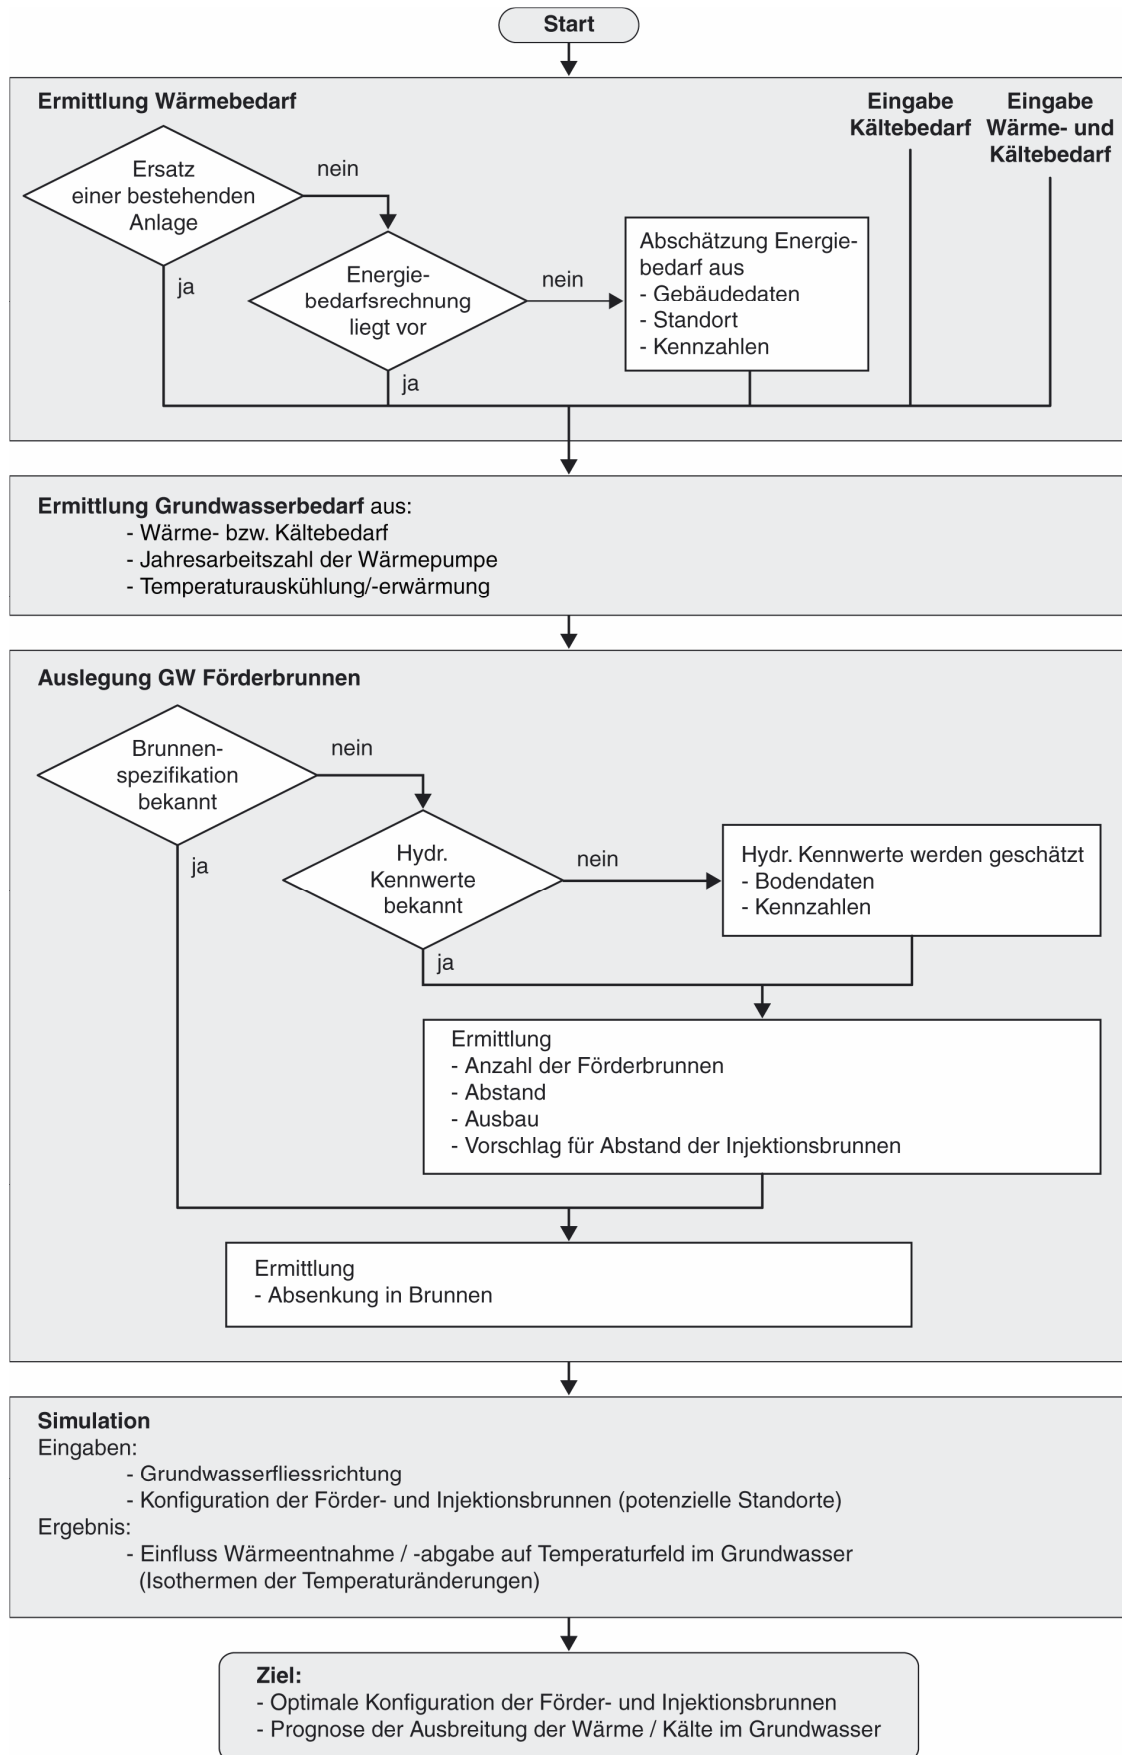 Start
Ermittlung Wärmebedarf
Eingabe
Kältebedarf
Eingabe
Wärme- und
Kältebedarf
Ersatz
einer bestehenden
Anlage
nein
ja
Energie-
bedarfsrechnung
liegt vor
nein
ja
Abschätzung Energie-
bedarf aus
- Gebäudedaten
- Standort
- Kennzahlen
Ermittlung Grundwasserbedarf aus:
- Wärme- bzw. Kältebedarf
- Jahresarbeitszahl der Wärmepumpe
- Temperaturauskühlung/-erwärmung
Auslegung GW Förderbrunnen
Brunnen-
spezifikation
bekannt
nein
ja
Hydr.
Kennwerte
bekannt
nein
ja
Hydr. Kennwerte werden geschätzt
- Bodendaten
- Kennzahlen
Ermittlung
- Anzahl der Förderbrunnen
- Abstand
- Ausbau
- Vorschlag für Abstand der Injektionsbrunnen
Ermittlung
- Absenkung in Brunnen
Simulation
Eingaben:
- Grundwasserfliessrichtung
- Konfiguration der Förder- und Injektionsbrunnen (potenzielle Standorte)
Ergebnis:
- Einfluss Wärmeentnahme / -abgabe auf Temperaturfeld im Grundwasser
(Isothermen der Temperaturänderungen)
Ziel:
- Optimale Konfiguration der Förder- und Injektionsbrunnen
- Prognose der Ausbreitung der Wärme / Kälte im Grundwasser